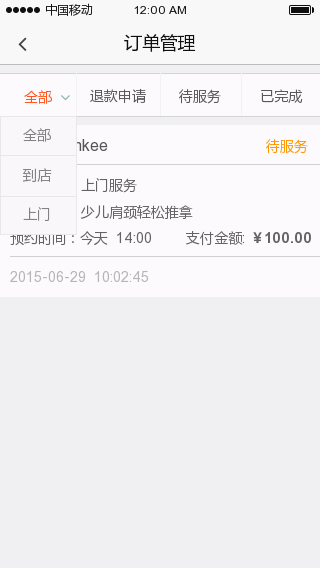 中国移动 12:00 AM
订单管理
全部 退款申请 待服务 已完成
全部
nkee 待服务
到店
上门服务
上门 少儿肩颈轻松推拿
预约时间：今天 14:00 支付金额: ¥100.00
2015-06-29 10:02:45